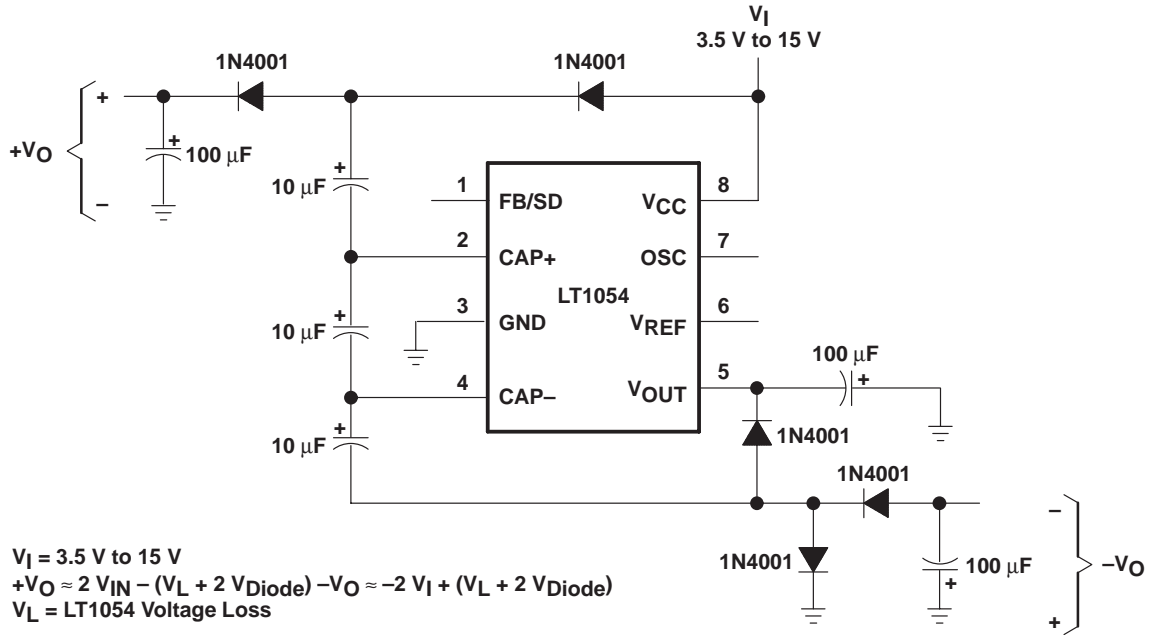 VI
3.5 V to 15 V
1N4001
1N4001
+
+VO
–
+
100 µF
+
10 µF
1
FB/SD
VCC
8
2
CAP+
OSC
7
LT1054
+
10 µF
3
GND
VREF
6
4
CAP–
VOUT
5
100 µF
+
+
10 µF
1N4001
1N4001
1N4001
+
100 µF
–
–VO
+
VI = 3.5 V to 15 V
+VO ≈ 2 VIN – (VL + 2 VDiode) –VO ≈ –2 VI + (VL + 2 VDiode)
VL = LT1054 Voltage Loss